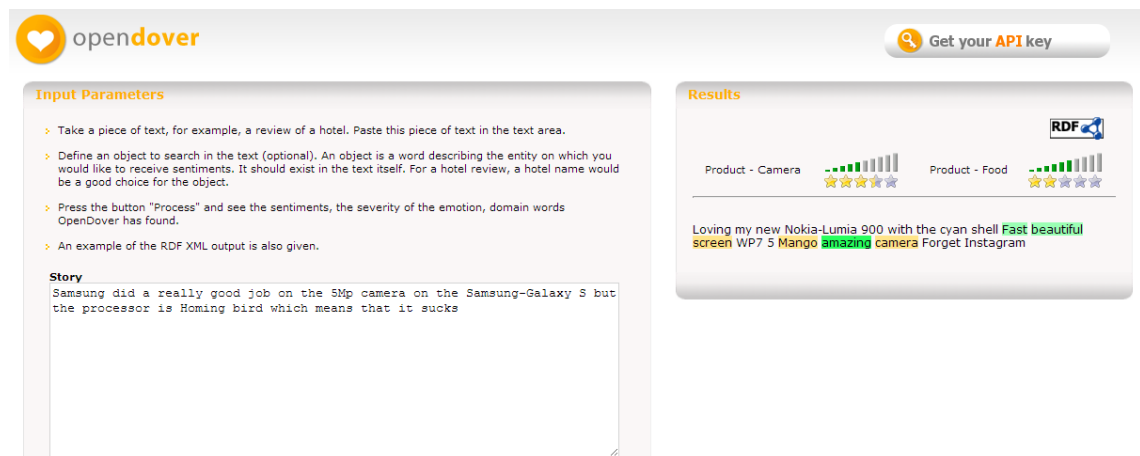 opendover
Get your API key
Input Parameters
> Take a piece of text, for example, a review of a hotel. Paste this piece of text in the text area.
> Define an object to search in the text (optional). An object is a word describing the entity on which you
would like to receive sentiments. It should exist in the text itself. For a hotel review, a hotel name would
be a good choice for the object.
> Press the button "Process" and see the sentiments, the severity of the emotion, domain words
OpenDover has found.
> An example of the RDF XML output is also given.
Story
Samsung did a really good job on the 5Mp camera on the Samsung-Galaxy S but
the processor is Homing bird which means that it sucks
Results
RDF
Product - Camera
Product - Food
Loving my new Nokia-Lumia 900 with the cyan shell Fast beautiful
screen WP7 5 Mango amazing camera Forget Instagram